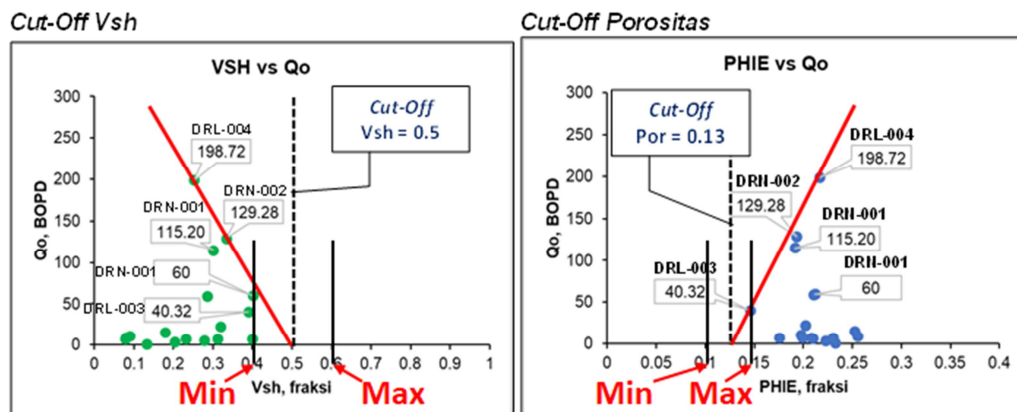 Cut-Off Vsh
VSH vs Qo
300
250
200
150
100
50
0
Qo, BOPD
Cut-Off
Vsh = 0.5
DRL-004
198.72
DRN-002
129.28
DRN-001
115.20
DRN-001
60
DRL-003
40.32
0 0.1 0.2 0.3 0.4 0.5 0.6 0.7 0.8 0.9 1
Vsh, fraksi
Min
Max
Cut-Off Porositas
PHIE vs Qo
300
250
200
150
100
50
0
Qo, BOPD
Cut-Off
Por = 0.13
DRL-004
198.72
DRN-002
129.28
DRN-001
115.20
DRN-001
60
DRL-003
40.32
0 0.05 0.1 0.15 0.2 0.25 0.3 0.35 0.4
PHIE, fraksi
Min
Max